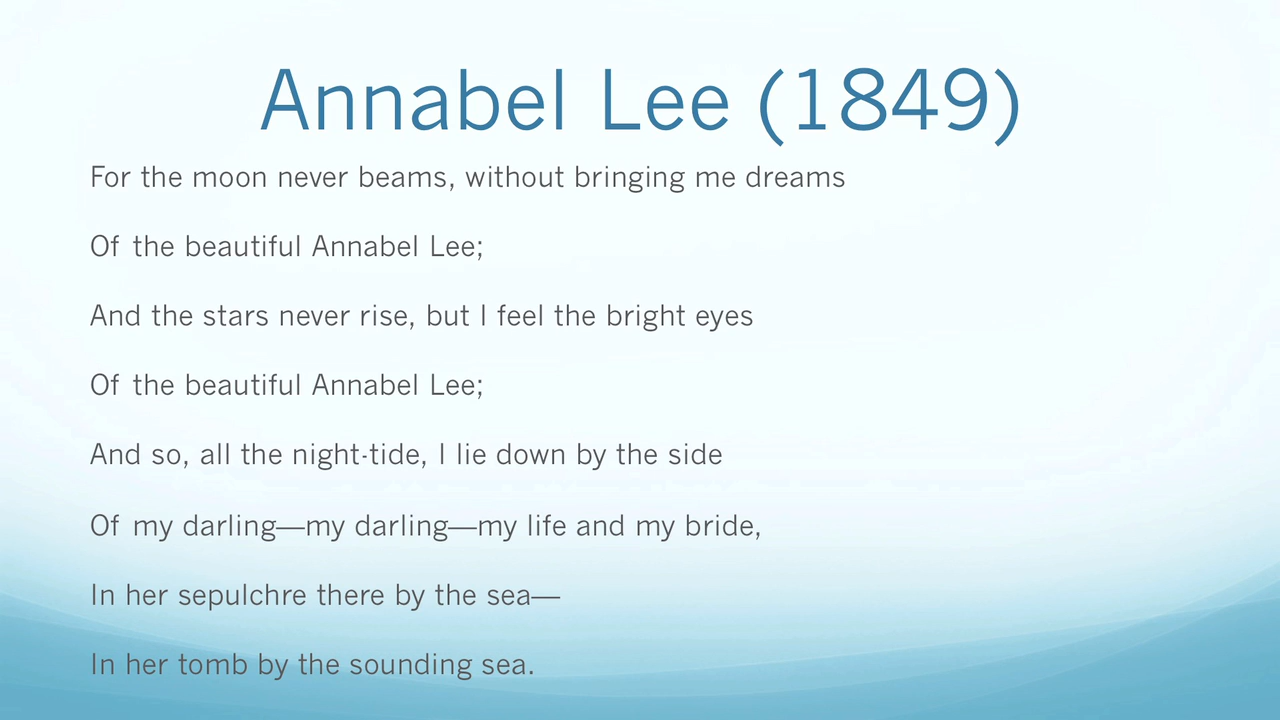 Annabel Lee (1849)
For the moon never beams, without bringing me dreams
Of the beautiful Annabel Lee;
And the stars never rise, but I feel the bright eyes
Of the beautiful Annabel Lee;
And so, all the night-tide, I lie down by the side
Of my darling—my darling—my life and my bride,
In her sepulchre there by the sea—
In her tomb by the sounding sea.